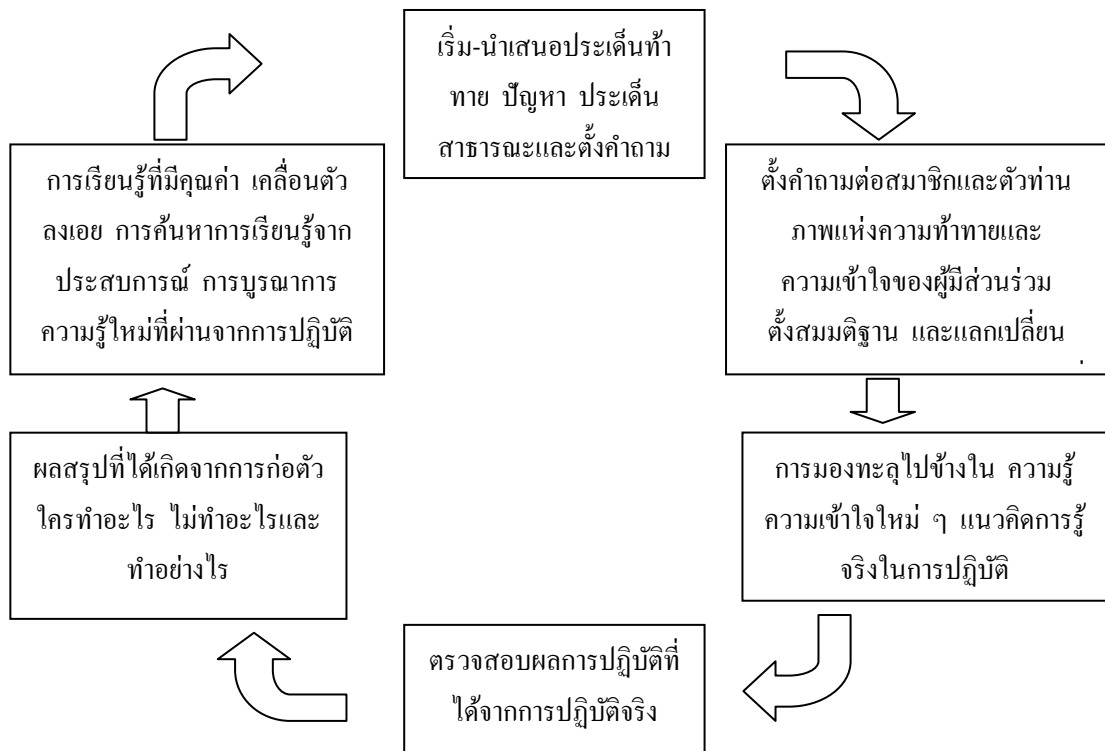 เริ่ม-นำเสนอประเด็นท้า
ทาย ปัญหา ประเด็น
สาธารณะและตั้งคำถาม
ตั้งคำถามต่อสมาชิกและตัวท่าน
ภาพแห่งความท้าทายและ
ความเข้าใจของผู้มีส่วนร่วม
ตั้งสมมติฐาน และแลกเปลี่ยน
การมองทะลุไปข้างใน ความรู้
ความเข้าใจใหม่ ๆ แนวคิดการรู้
จริงในการปฏิบัติ
ตรวจสอบผลการปฏิบัติที่
ได้จากการปฏิบัติจริง
ผลสรุปที่ได้เกิดจากการก่อตัว
ใครทำอะไร ไม่ทำอะไรและ
ทำอย่างไร
การเรียนรู้ที่มีคุณค่า เคลื่อนตัว
ลงเอย การค้นหาการเรียนรู้จาก
ประสบการณ์ การบูรณาการ
ความรู้ใหม่ที่ผ่านจากการปฏิบัติ